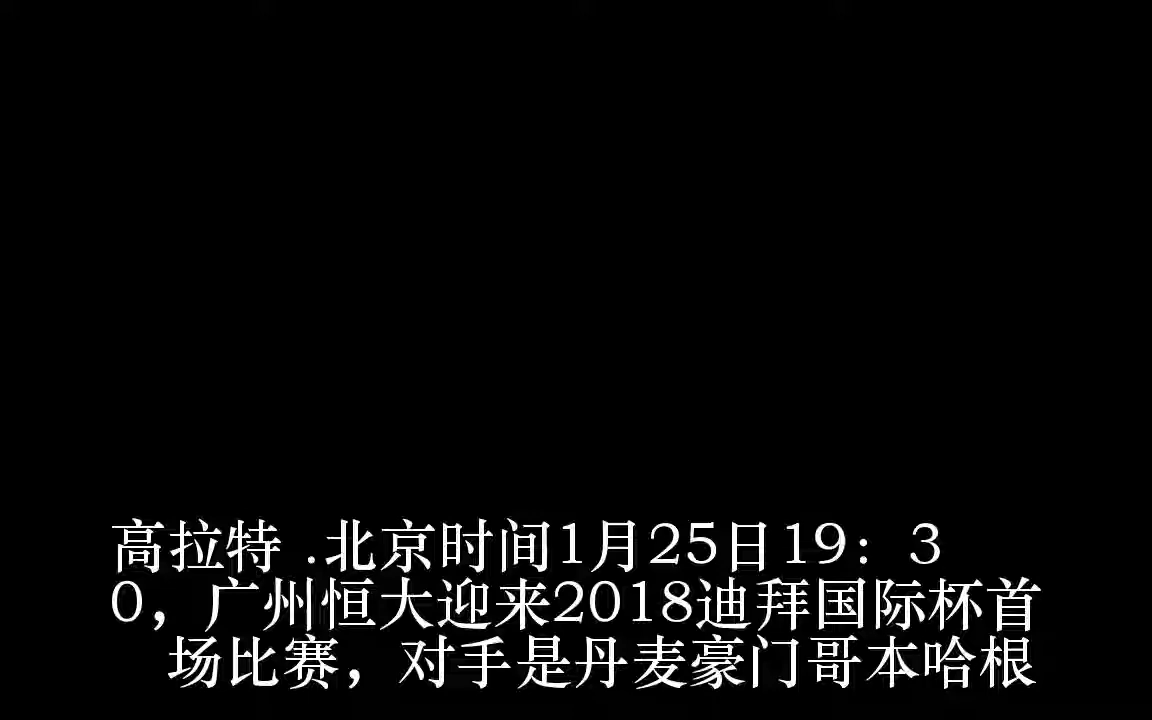 高拉特 .北京时间1月25日19：3
0，广州恒大迎来2018迪拜国际杯首
场比赛，对手是丹麦豪门哥本哈根